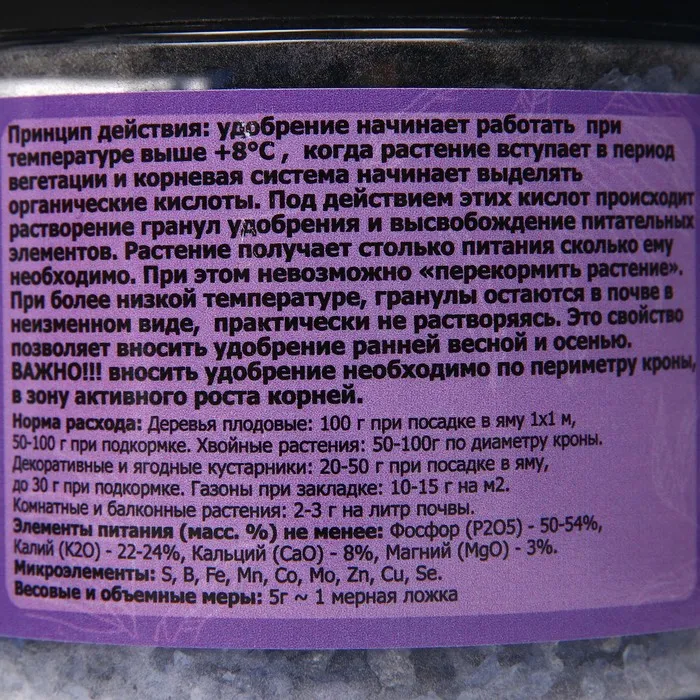 Принцип действия: удобрение начинает работать при
температуре выше +8°С , когда растение вступает в период
вегетации и корневая система начинает выделять
органические кислоты. Под действием этих кислот происходит
растворение гранул удобрения и высвобождение питательных
элементов. Растение получает столько питания сколько ему
необходимо. При этом невозможно «перекормить растение».
При более низкой температуре, гранулы остаются в почве в
неизменном виде, практически не растворяясь. Это свойство
позволяет вносить удобрение ранней весной и осенью.
ВАЖНО!!! вносить удобрение необходимо по периметру кроны,
в зону активного роста корней.
Норма расхода: Деревья плодовые: 100 г при посадке в яму 1х1 м,
50-100 г при подкормке. Хвойные растения: 50-100г по диаметру кроны.
Декоративные и ягодные кустарники: 20-50 г при посадке в яму,
до 30 г при подкормке. Газоны при закладке: 10-15 г на м2.
Комнатные и балконные растения: 2-3 г на литр почвы.
Элементы питания (масс. %) не менее: Фосфор (P2O5) - 50-54%,
Калий (K2O) - 22-24%, Кальций (CaO) - 8%, Магний (MgO) - 3%.
Микроэлементы: S, B, Fe, Mn, Co, Mo, Zn, Cu, Se.
Весовые и объемные меры: 5г ~ 1 мерная ложка